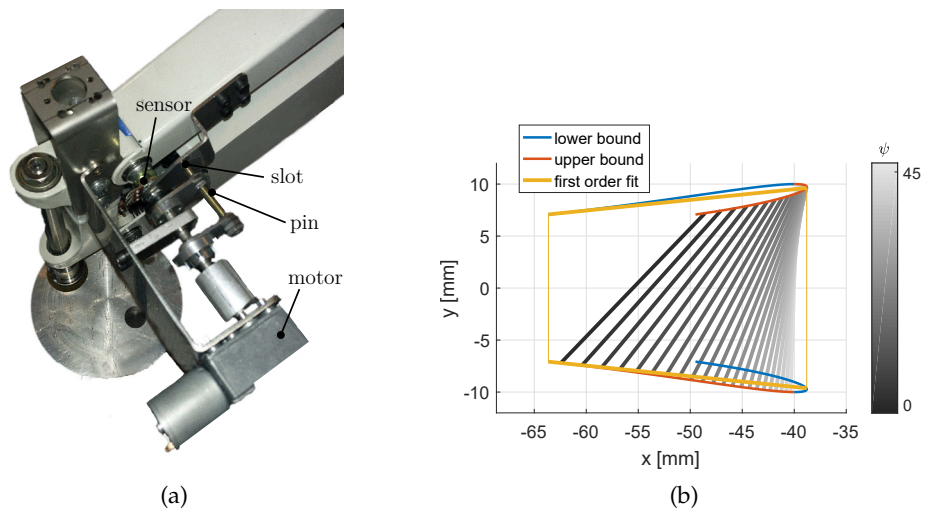 sensor
slot
pin
motor
(a)
lower bound
upper bound
first order fit
ψ
45
0
10
5
0
-5
-10
y [mm]
-65 -60 -55 -50 -45 -40 -35
x [mm]
(b)